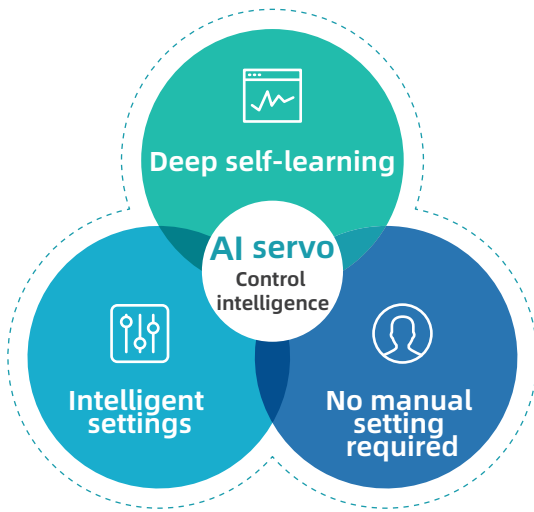 Deep self-learning
AI servo
Control
intelligence
Intelligent
settings
No manual
setting
required